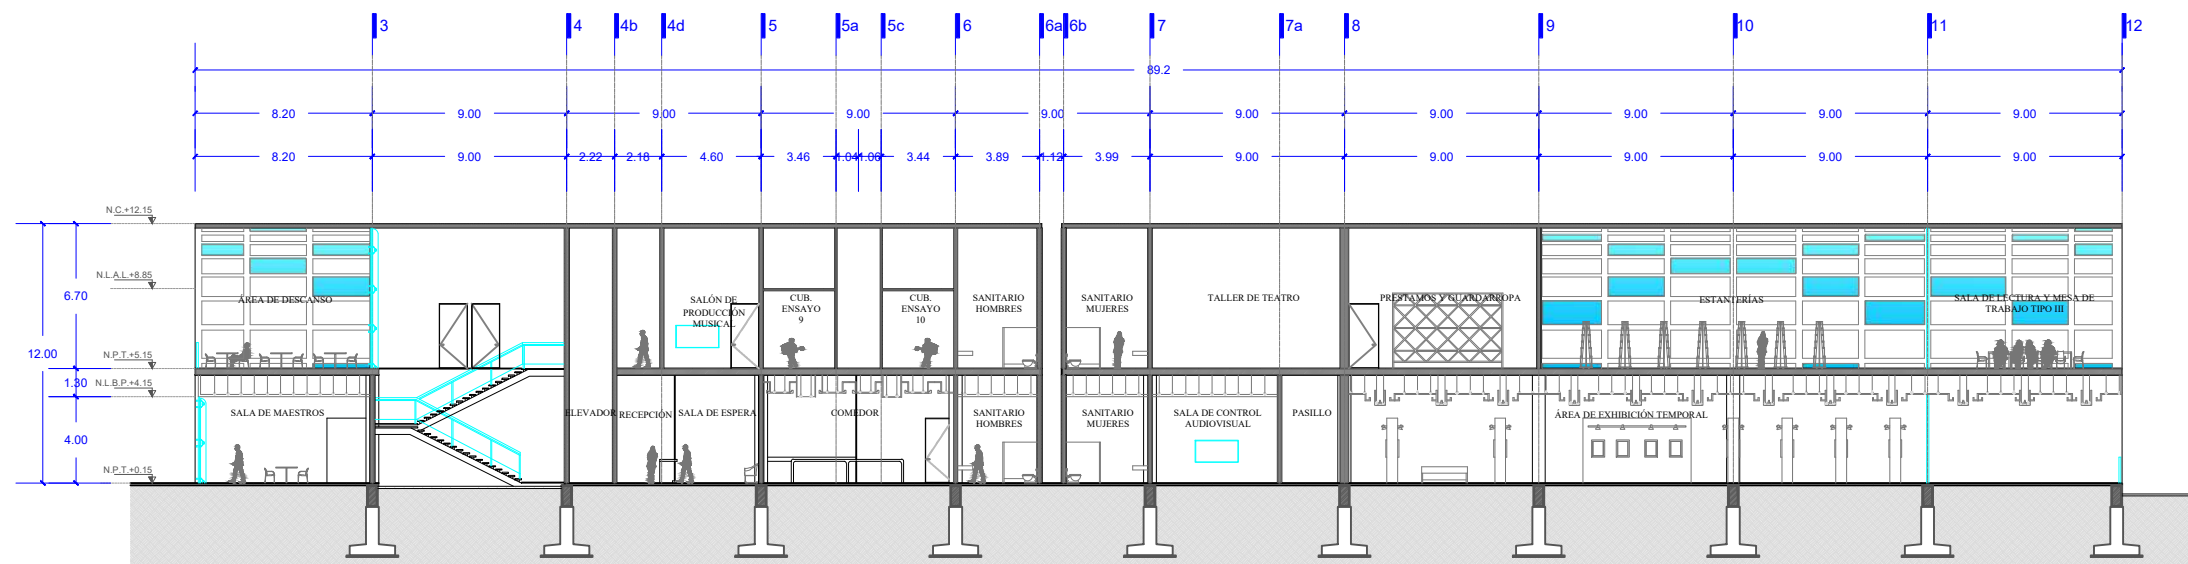 3 4 4b 4d 5 5a 5c 6 6a 6b 7 7a 8 9 10 11 12
89.2
8.20 9.00 9.00 9.00 9.00 9.00 9.00 9.00 9.00 9.00
8.20 9.00 2.22 2.18 4.60 3.46 1.04 1.06 3.44 3.89 1.12 3.99 9.00 9.00 9.00 9.00 9.00
N.C.+12.15
N.L.A.L.+8.85
6.70
ÁREA DE DESCANSO
SALÓN DE
PRODUCCIÓN
MUSICAL
CUB.
ENSAYO
9
CUB.
ENSAYO
10
SANITARIO
HOMBRES
SANITARIO
MUJERES
TALLER DE TEATRO
PRESTAMOS Y GUARDARROPA
ESTANTERÍAS
SALA DE LECTURA Y MESA DE
TRABAJO TIPO III
12.00
N.P.T.+5.15
1.30
N.L.B.P.+4.15
4.00
N.P.T.+0.15
SALA DE MAESTROS
ELEVADOR
RECEPCIÓN
SALA DE ESPERA
COMEDOR
SANITARIO
HOMBRES
SANITARIO
MUJERES
SALA DE CONTROL
AUDIOVISUAL
PASILLO
ÁREA DE EXHIBICIÓN TEMPORAL